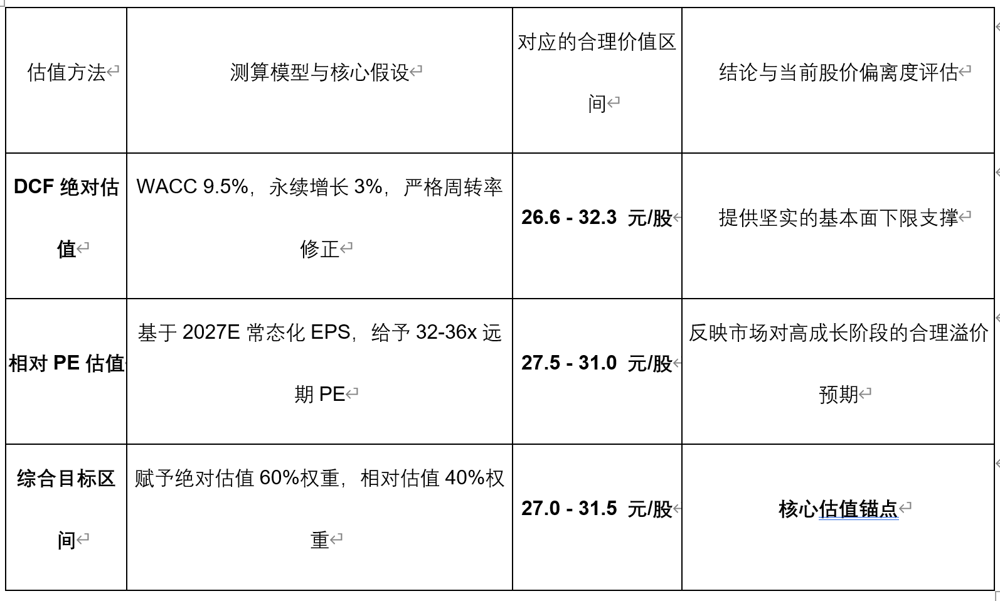 估值方法
测算模型与核心假设
对应的合理价值区
间
结论与当前股价偏离度评估
DCF 绝对估
值
WACC 9.5%，永续增长 3%，严格周转率
修正
26.6 - 32.3 元/股
提供坚实的基本面下限支撑
相对 PE 估值
基于 2027E 常态化 EPS，给予 32-36x 远
期 PE
27.5 - 31.0 元/股
反映市场对高成长阶段的合理溢价
预期
综合目标区
间
赋予绝对估值 60%权重，相对估值 40%权
重
27.0 - 31.5 元/股
核心估值锚点